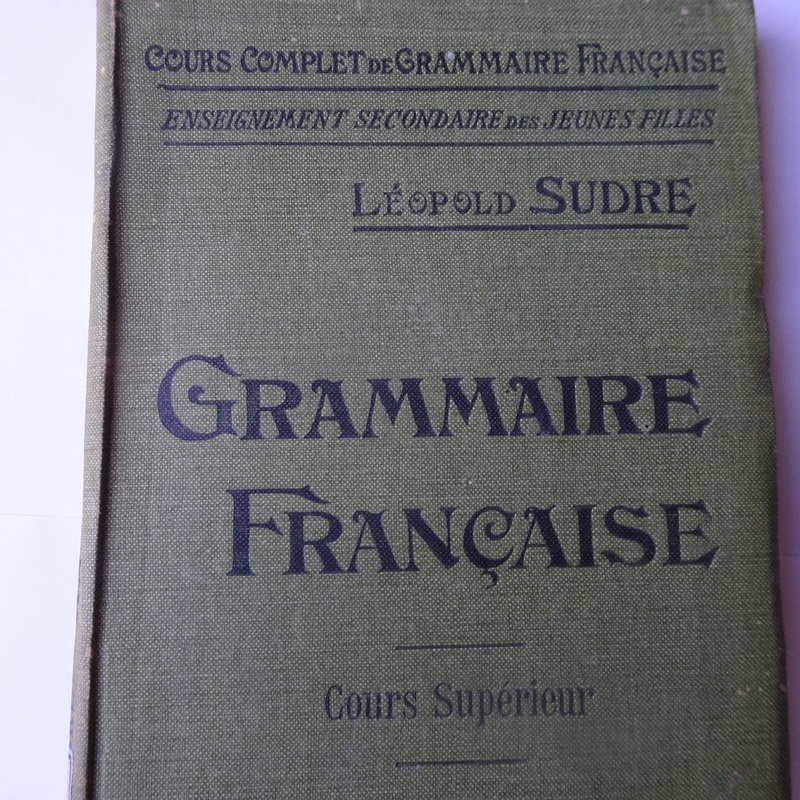 COURS COMPLET DE GRAMMAIRE FRANÇAISE
ENSEIGNEMENT SECONDAIRE DES JEUNES FILLES
LÉOPOLD SUDRE
GRAMMAIRE
FRANÇAISE
Cours Supérieur